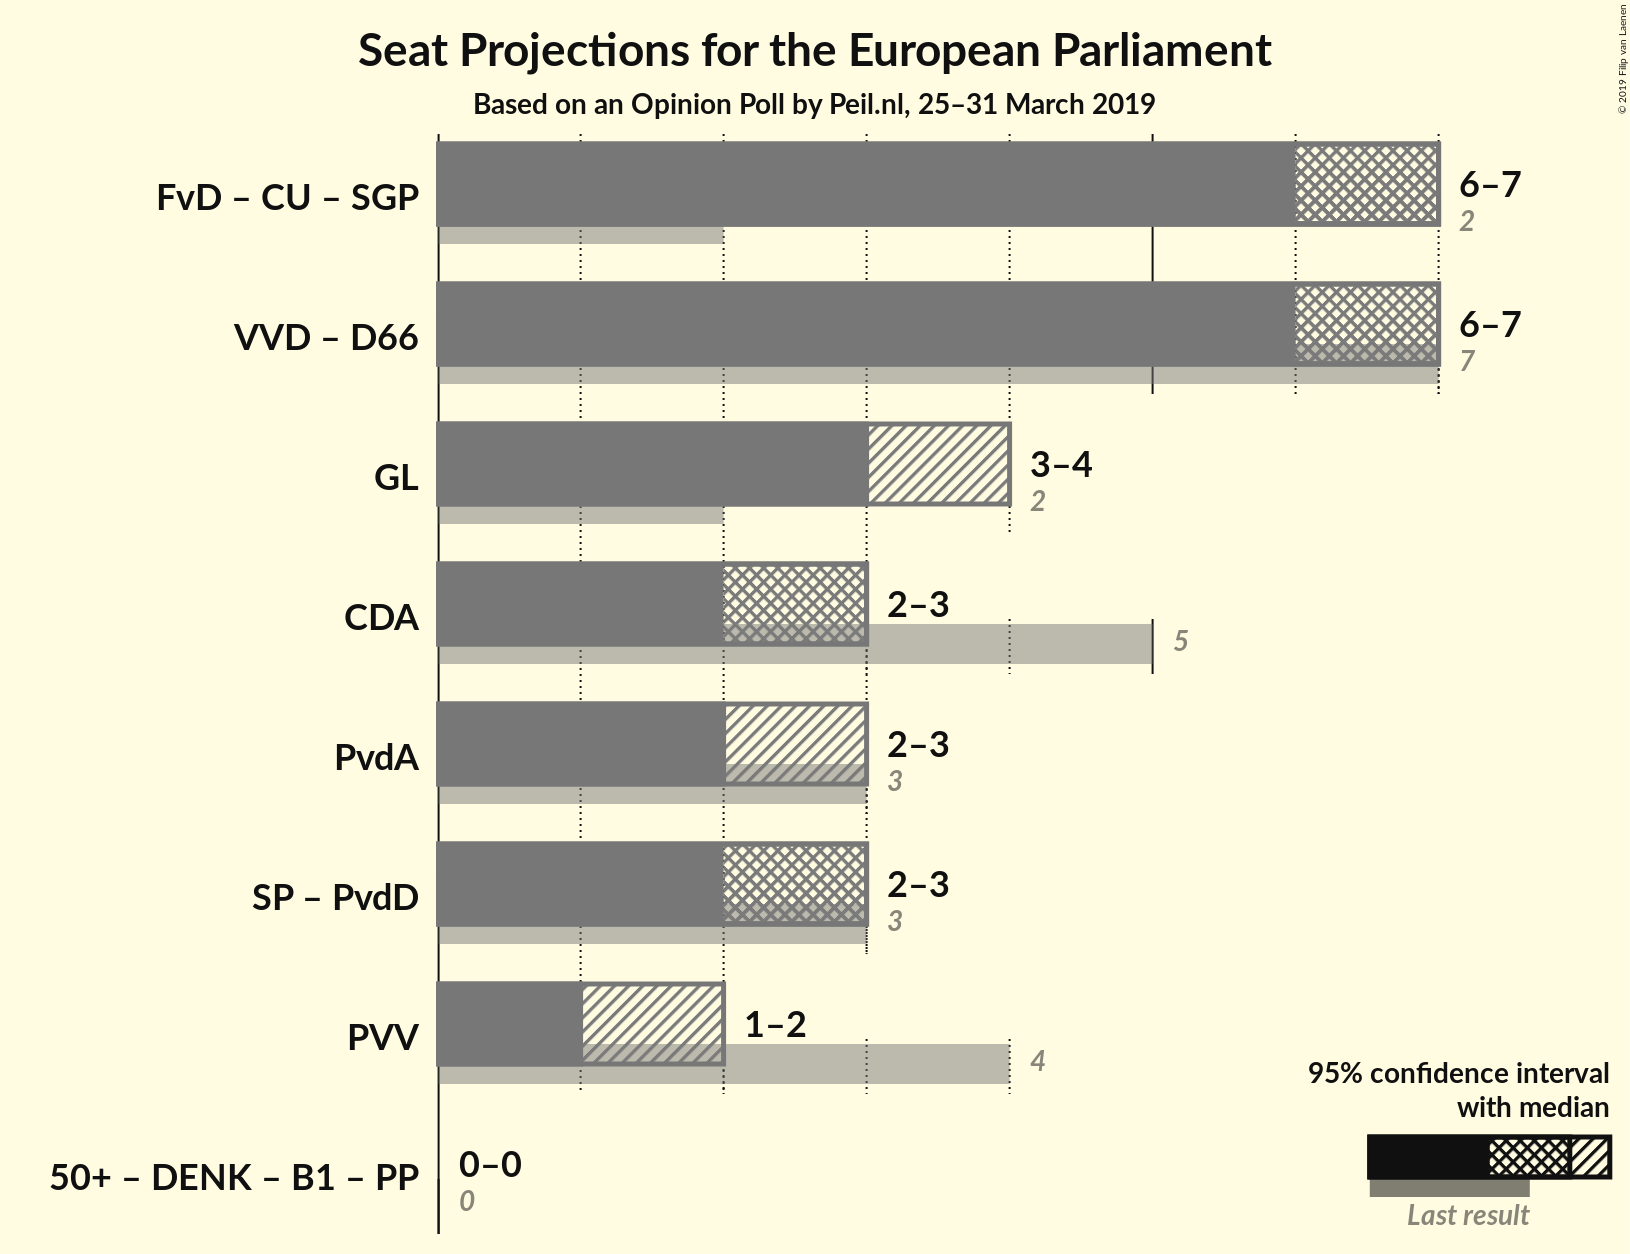 Seat Projections for the European Parliament
Based on an Opinion Poll by Peil.nl, 25–31 March 2019
© 2019 Filip van Laenen
FvD – CU – SGP
6–7
2
VVD – D66
6–7
7
GL
3–4
2
CDA
2–3
5
PvdA
2–3
3
SP – PvdD
2–3
3
PVV
1–2
4
50+ – DENK – B1 – PP
0–0
0
95% confidence interval
with median
Last result